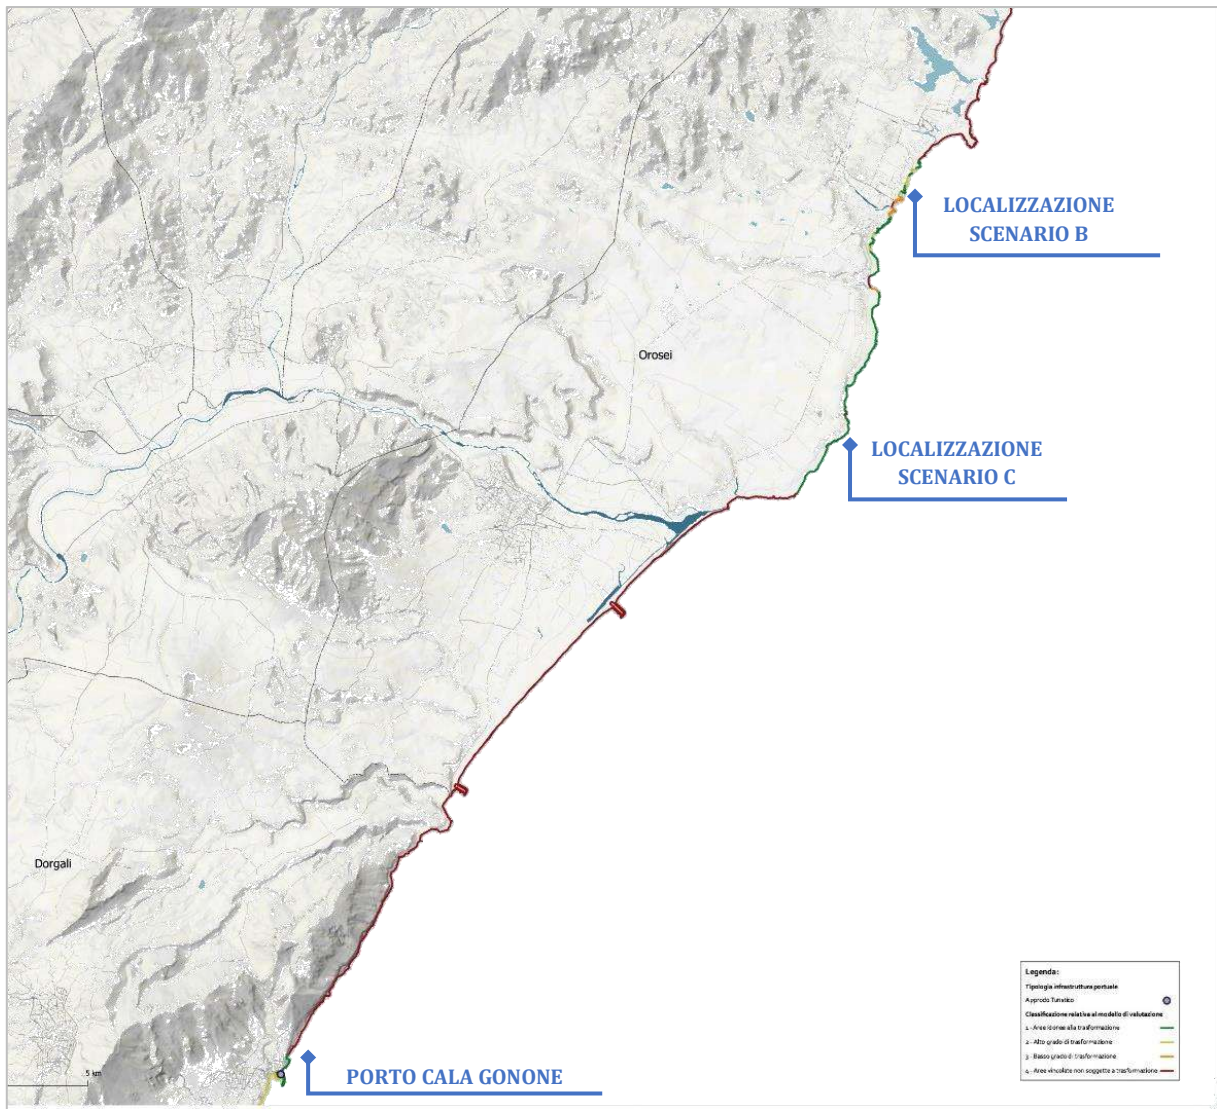 LOCALIZZAZIONE
SCENARIO B
Orosei
LOCALIZZAZIONE
SCENARIO C
Dorgali
5 km
PORTO CALA GONONE
Legenda:
Tipologia infrastruttura portuale
Approdo Turistico
Classificazione relativa al modello di valutazione
1 - Aree idonee alla trasformazione
2 - Alto grado di trasformazione
3 - Basso grado di trasformazione
4 - Aree vincolate non soggette a trasformazione